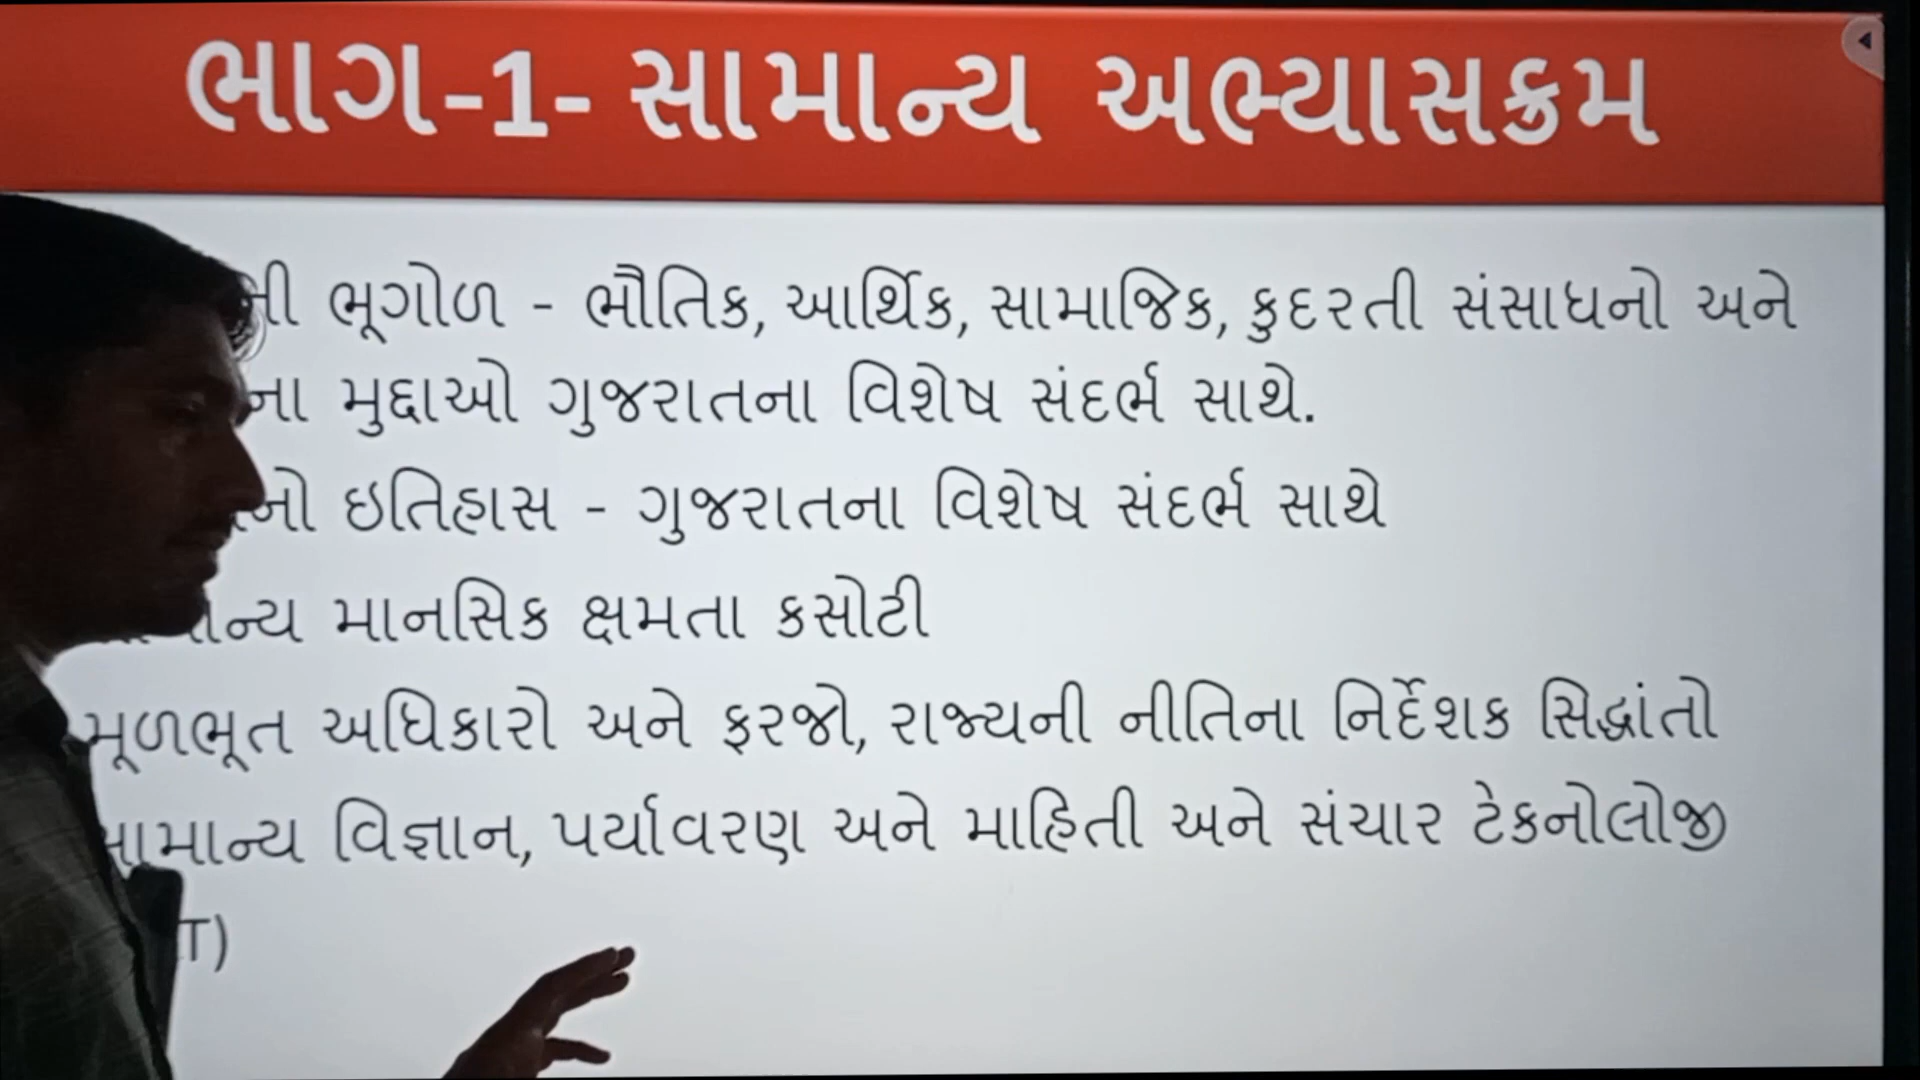 ભાગ-1- સામાન્ય અભ્યાસક્રમ
ભૂગોળ - ભૌતિક, આર્થિક, સામાજિક, કુદરતી સંસાધનો અને
મુદ્દાઓ ગુજરાતના વિશેષ સંદર્ભ સાથે.
ઇતિહાસ - ગુજરાતના વિશેષ સંદર્ભ સાથે
માનસિક ક્ષમતા કસોટી
મૂળભૂત અધિકારો અને ફરજો, રાજ્યની નીતિના નિર્દેશક સિદ્ધાંતો
સામાન્ય વિજ્ઞાન, પર્યાવરણ અને માહિતી અને સંચાર ટેકનોલોજી